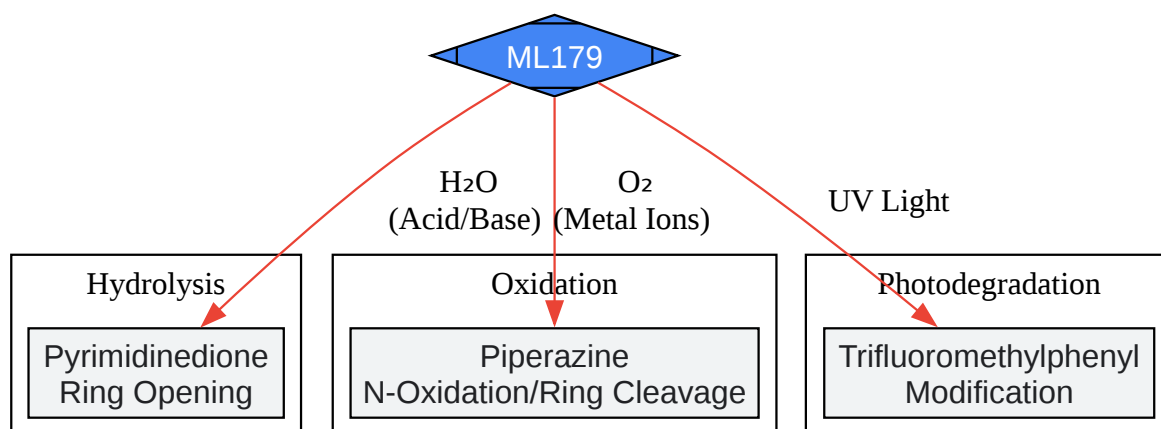 ML179
H₂O
(Acid/Base)
O₂
(Metal Ions)
UV Light
Hydrolysis
Pyrimidinedione
Ring Opening
Oxidation
Piperazine
N-Oxidation/Ring Cleavage
Photodegradation
Trifluoromethylphenyl
Modification